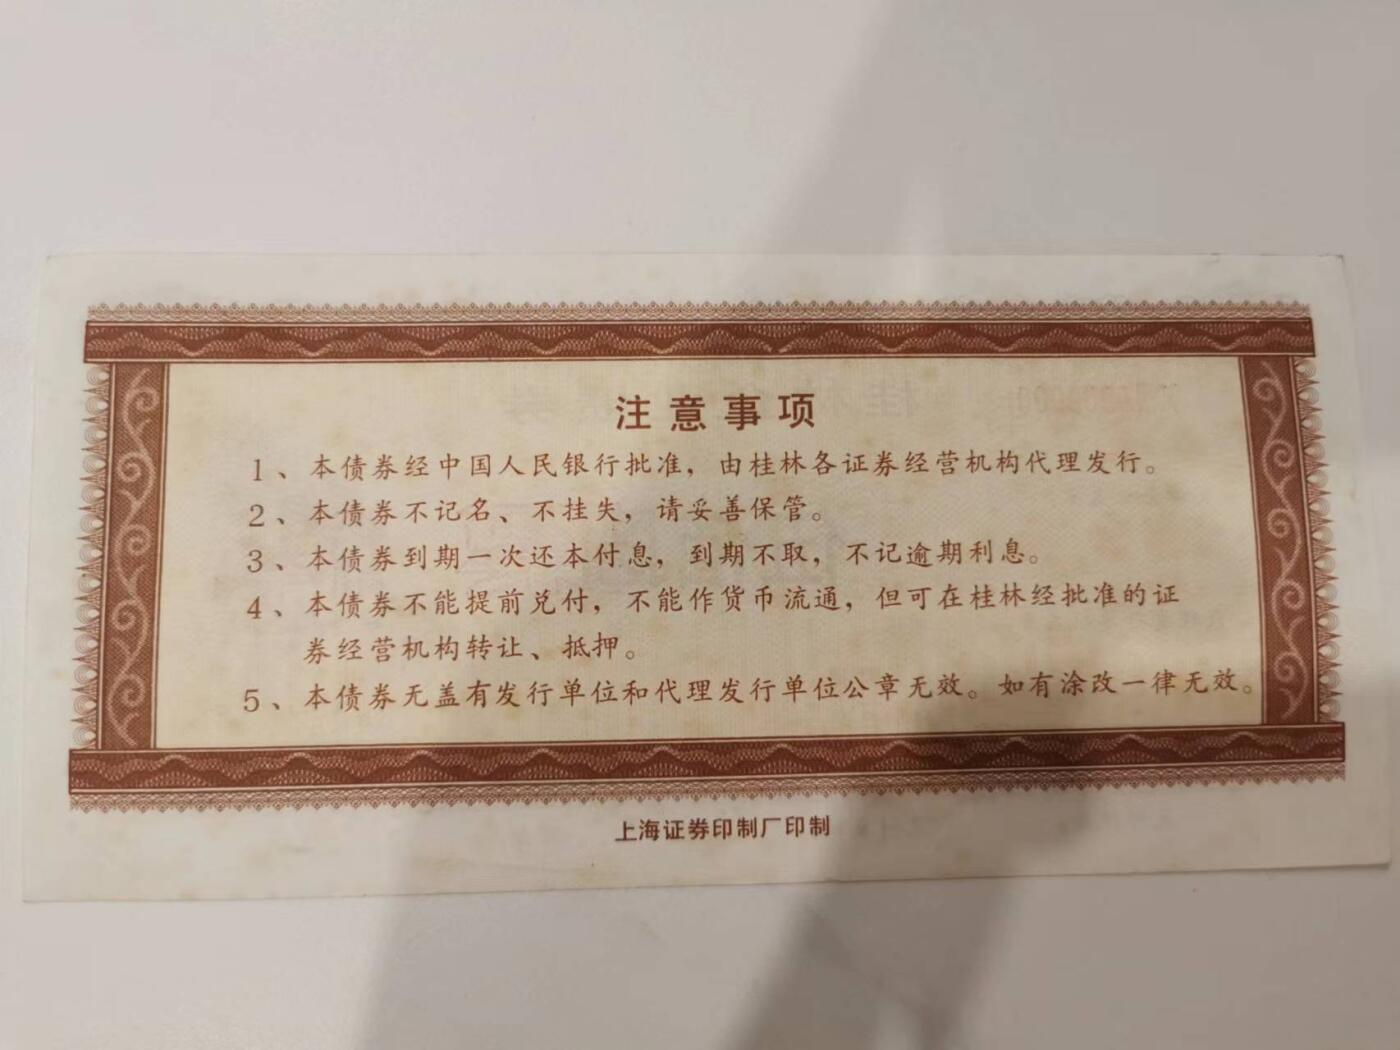 注意事项
1、本债券经中国人民银行批准，由桂林各证券经营机构代理发行。
2、本债券不记名、不挂失，请妥善保管。
3、本债券到期一次还本付息，到期不取，不记逾期利息。
4、本债券不能提前兑付，不能作货币流通，但可在桂林经批准的证
券经营机构转让、抵押。
5、本债券无盖有发行单位和代理发行单位公章无效。如有涂改一律无效。
上海证券印制厂印制